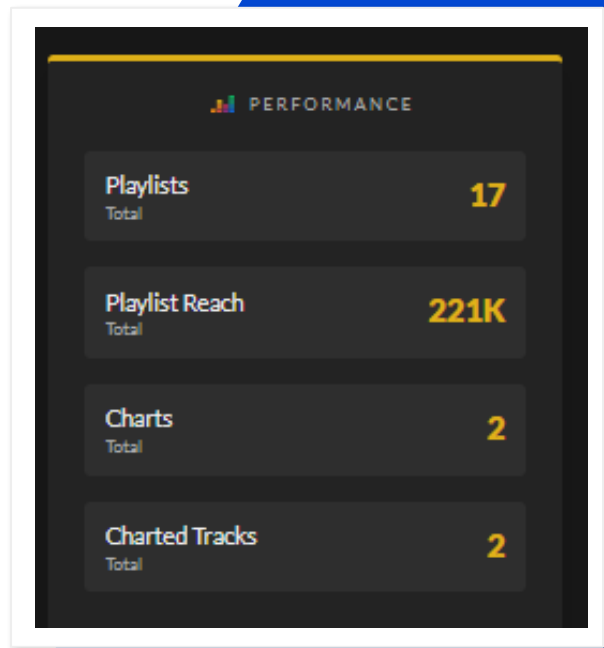 PERFORMANCE
Playlists
Total
17
Playlist Reach
Total
221K
Charts
Total
2
Charted Tracks
Total
2